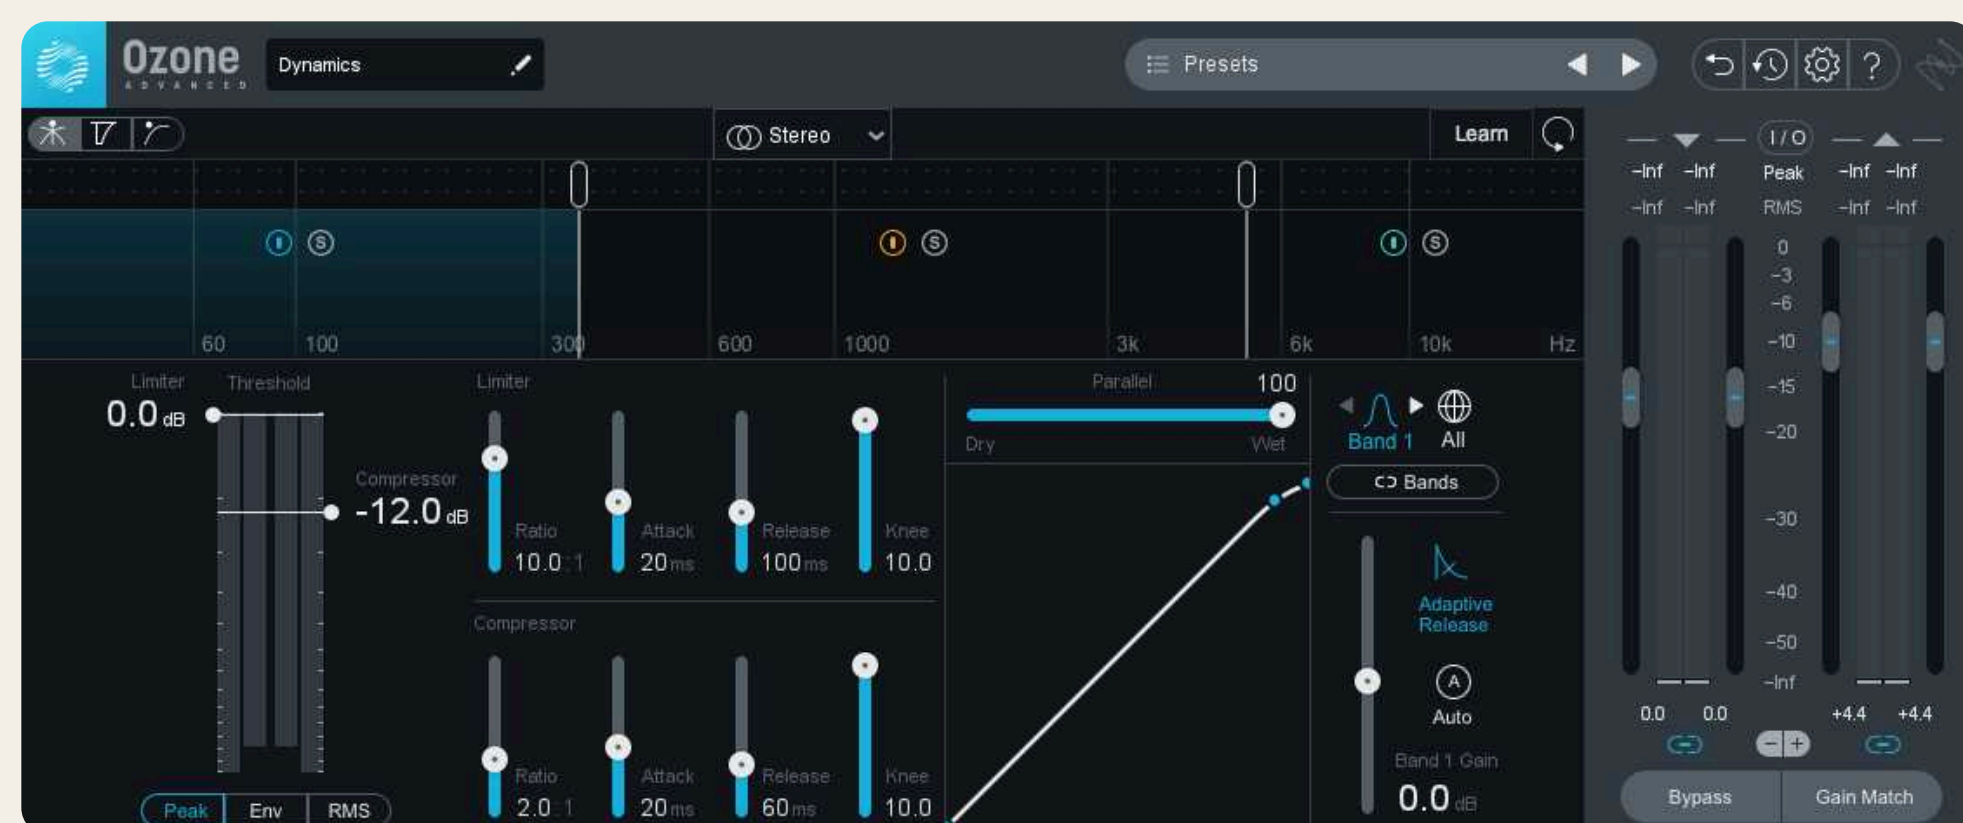 Ozone
ADVANCED
Dynamics
Presets
?
Stereo
Learn
I / O
-Inf -Inf Peak -Inf -Inf
-Inf -Inf RMS -Inf -Inf
S
S
S
60 100 300 600 1000 3k 6k 10k Hz
0
-3
-6
-10
-15
-20
-30
-40
-50
-Inf
Limiter
0.0 dB
Threshold
Compressor
-12.0 dB
Peak Env RMS
Limiter
Ratio
10.0:1
Attack
20 ms
Release
100 ms
Knee
10.0
Compressor
Ratio
2.0:1
Attack
20 ms
Release
60 ms
Knee
10.0
Parallel 100
Dry Wet
Band 1 All
Bands
Adaptive
Release
A
Auto
Band 1 Gain
0.0 dB
0.0 0.0 +4.4 +4.4
- +
Bypass Gain Match